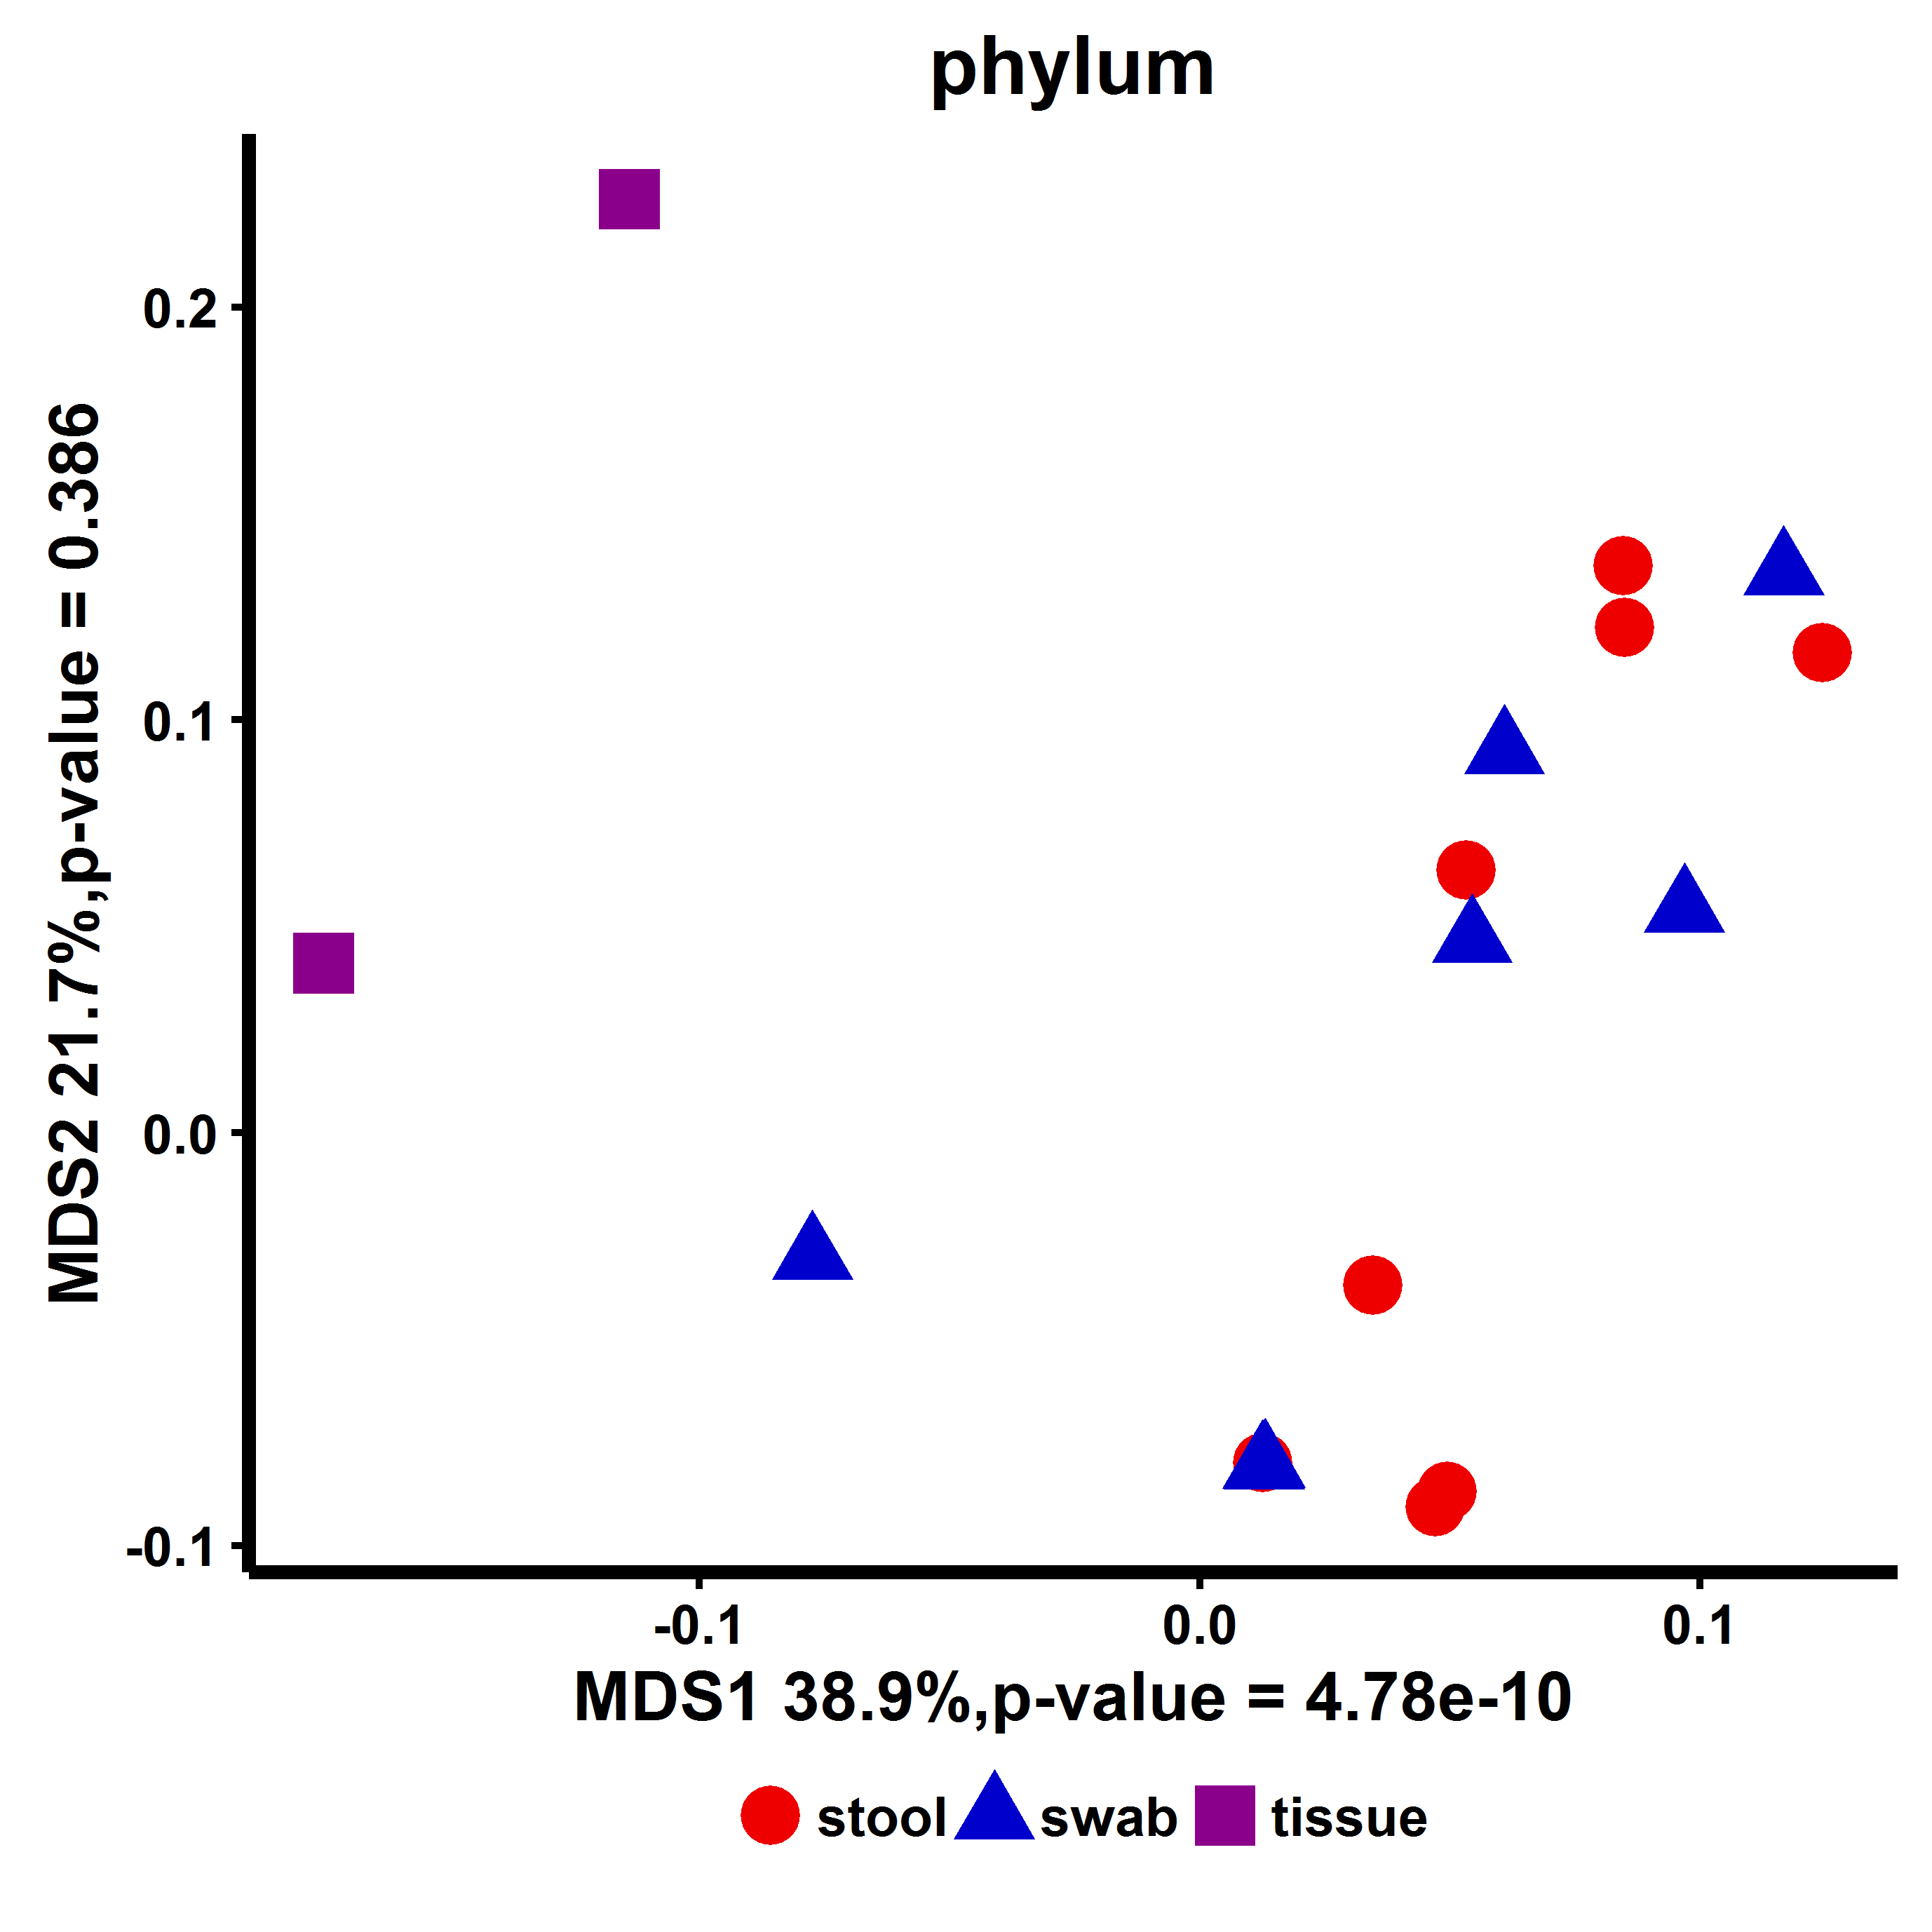 phylum
MDS2 21.7%,p-value = 0.386
0.2
0.1
0.0
-0.1
-0.1 0.0 0.1
MDS1 38.9%,p-value = 4.78e-10
stool swab tissue